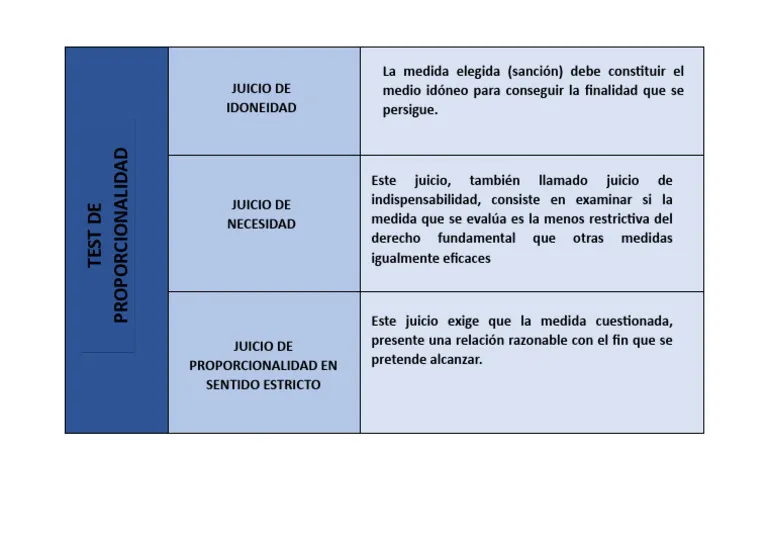 TEST DE
PROPORCIONALIDAD
JUICIO DE
IDONEIDAD
La medida elegida (sanción) debe constituir el
medio idóneo para conseguir la finalidad que se
persigue.
JUICIO DE
NECESIDAD
Este juicio, también llamado juicio de
indispensabilidad, consiste en examinar si la
medida que se evalúa es la menos restrictiva del
derecho fundamental que otras medidas
igualmente eficaces
JUICIO DE
PROPORCIONALIDAD EN
SENTIDO ESTRICTO
Este juicio exige que la medida cuestionada,
presente una relación razonable con el fin que se
pretende alcanzar.